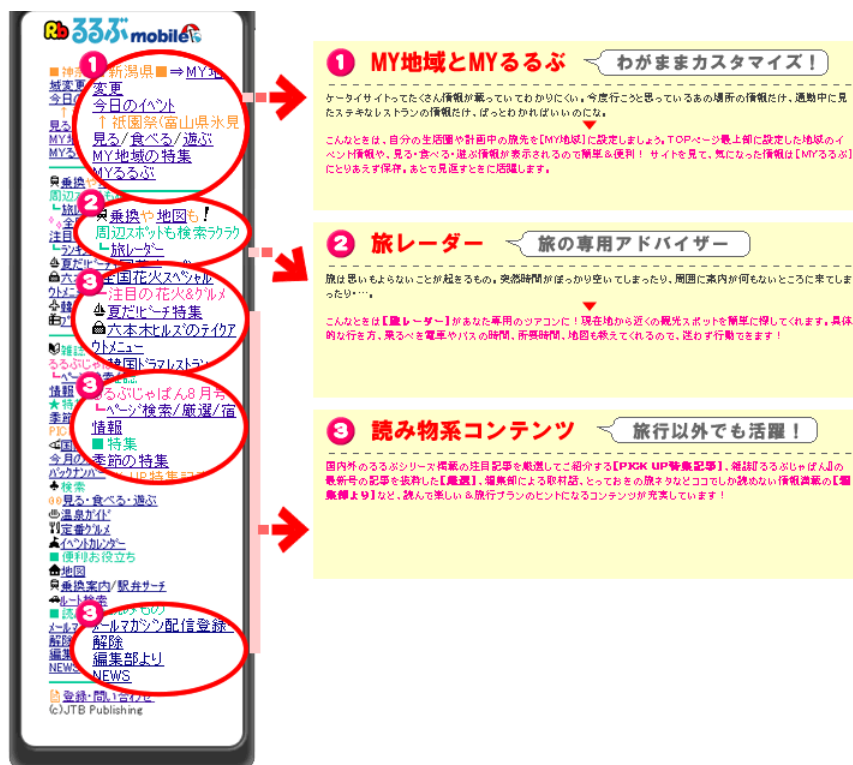 Rb るるぶmobile
1
■神
新潟県■⇒MY地
変更
今日のイベント
↑祇園祭(富山県氷見
見る/食べる/遊ぶ
MY地域の特集
MYるるぶ
2
乗換や地図も!
周辺スポットも検索ラクラク
┗旅レーダー
3
全国花火スペシャル
注目の花火&グルメ
夏だ!ビーチ特集
六本木ヒルズのテイクア
ウトメニュー
韓国ドラマレストラン
3
るるぶじゃぱん8月号
┗ページ検索/厳選/宿
情報
■特集
季節の特集
バックナンバー
♣検索
見る・食べる・遊ぶ
温泉ガイド
定番グルメ
イベントカレンダー
■便利お役立ち
地図
乗換案内/駅弁サーチ
ルート検索
3
メールマガジン配信登録・
解除
編集部より
NEWS
登録・問い合わせ
(c)JTB Publishing
1 MY地域とMYるるぶ わがままカスタマイズ!
ケータイサイトってたくさん情報が載っていてわかりにくい。今度行こうと思っているあの場所の情報だけ、通勤中に見
たステキなレストランの情報だけ、ぱっとわかればいいのにな。
こんなときは、自分の生活圏や計画中の旅先を[MY地域]に設定しましょう。TOPページ最上部に設定した地域のイ
ベント情報や、見る・食べる・遊ぶ情報が表示されるので簡単&便利! サイトを見て、気になった情報は[MYるるぶ]
にとりあえず保存。あとで見返すときに活躍します。
2 旅レーダー 旅の専用アドバイザー
旅は思いもよらないことが起きるもの。突然時間がぽっかり空いてしまったり、周囲に案内が何もないところに来てしま
ったり・・・。
こんなときは【旅レーダー】があなた専用のツアコンに!現在地から近くの観光スポットを簡単に探してくれます。具体
的な行き方、乗るべき電車やバスの時間、所要時間、地図も教えてくれるので、迷わず行動できます!
3 読み物系コンテンツ 旅行以外でも活躍!
国内外のるるぶシリーズ掲載の注目記事を厳選してご紹介する【PICK UP特集記事】、雑誌『るるぶじゃぱん』の
最新号の記事を抜粋した【厳選】、編集部による取材話、とっておきの旅ネタなどココでしか読めない情報満載の【編
集部より】など、読んで楽しい&旅行プランのヒントになるコンテンツが充実しています!